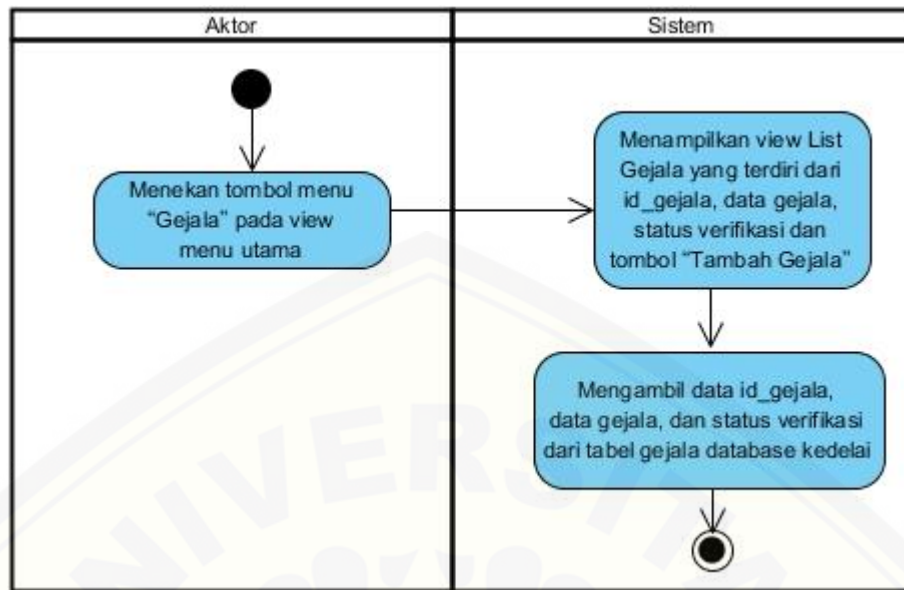 Aktor
Sistem
Menekan tombol menu
“Gejala” pada view
menu utama
Menampilkan view List
Gejala yang terdiri dari
id_gejala, data gejala,
status verifikasi dan
tombol “Tambah Gejala”
Mengambil data id_gejala,
data gejala, dan status verifikasi
dari tabel gejala database kedelai
NIVERSITA